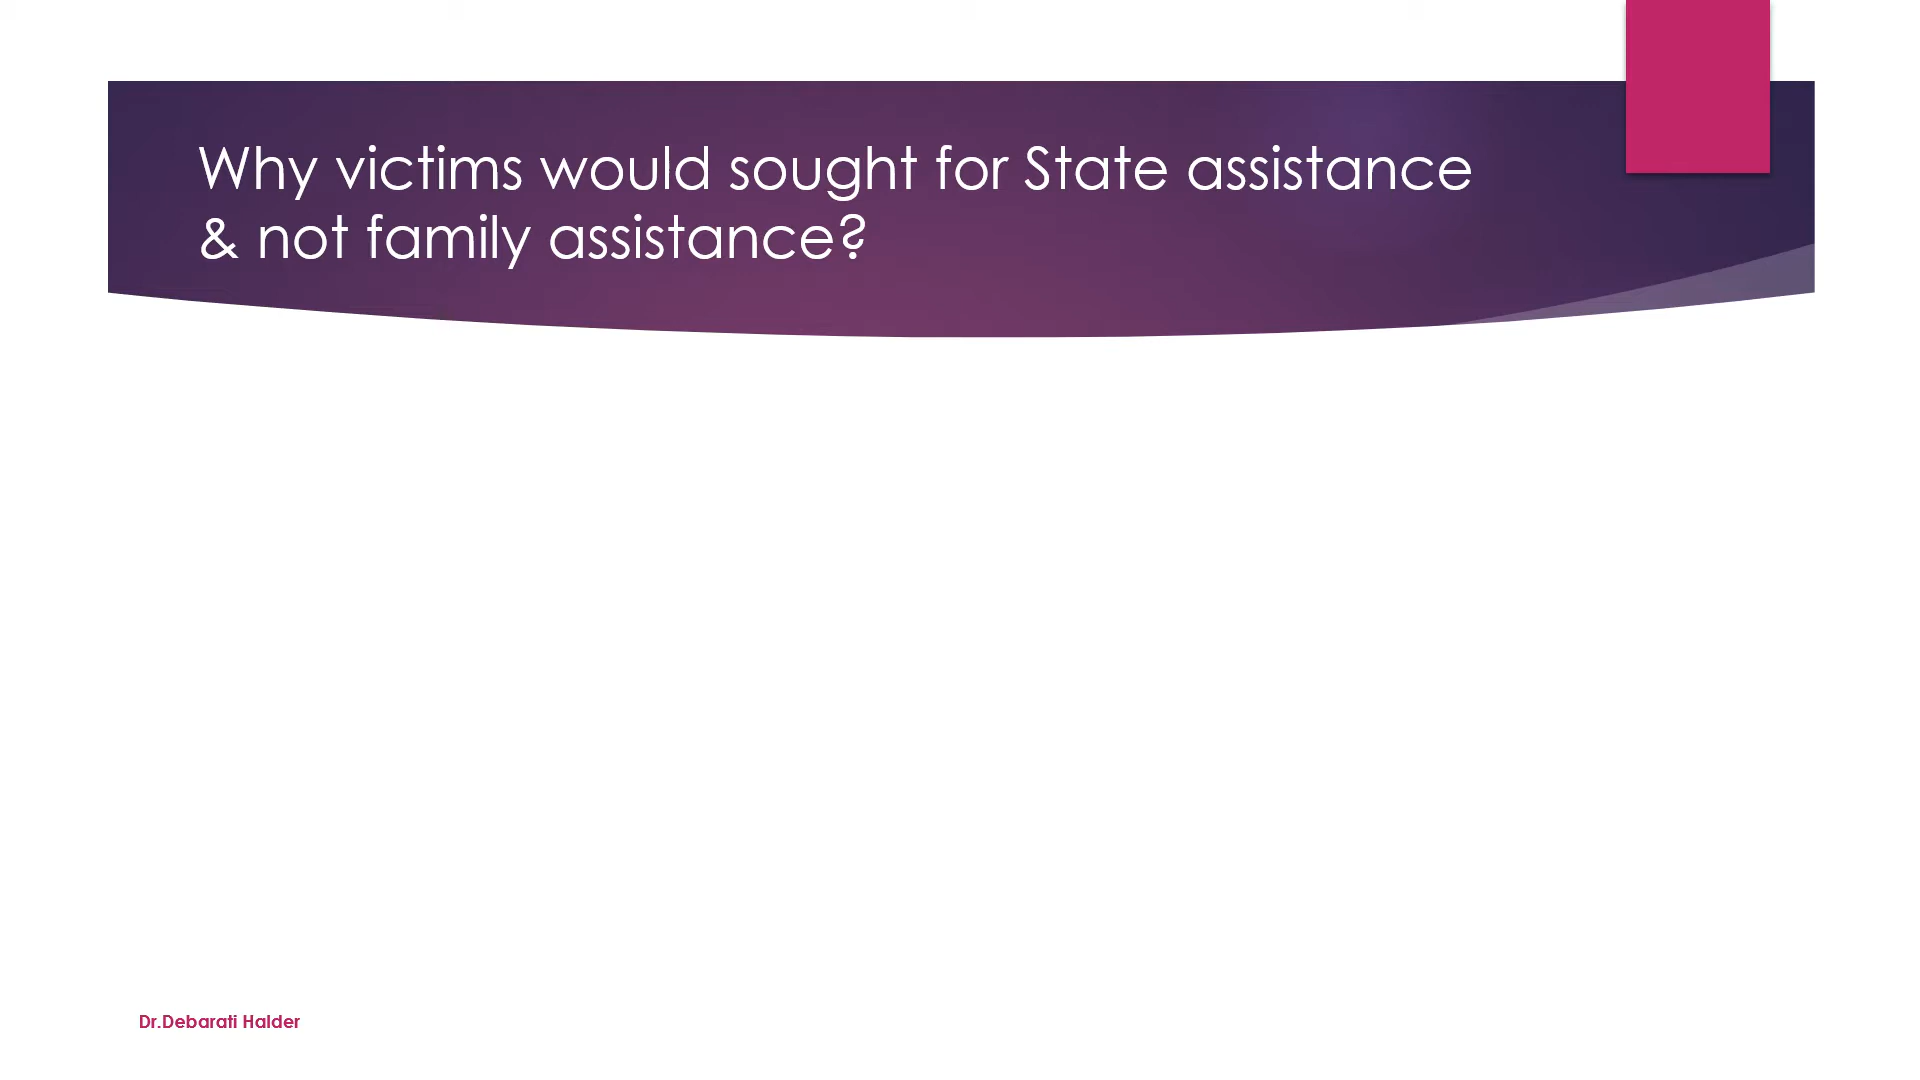 Why victims would sought for State assistance
& not family assistance?
Dr.Debarati Halder